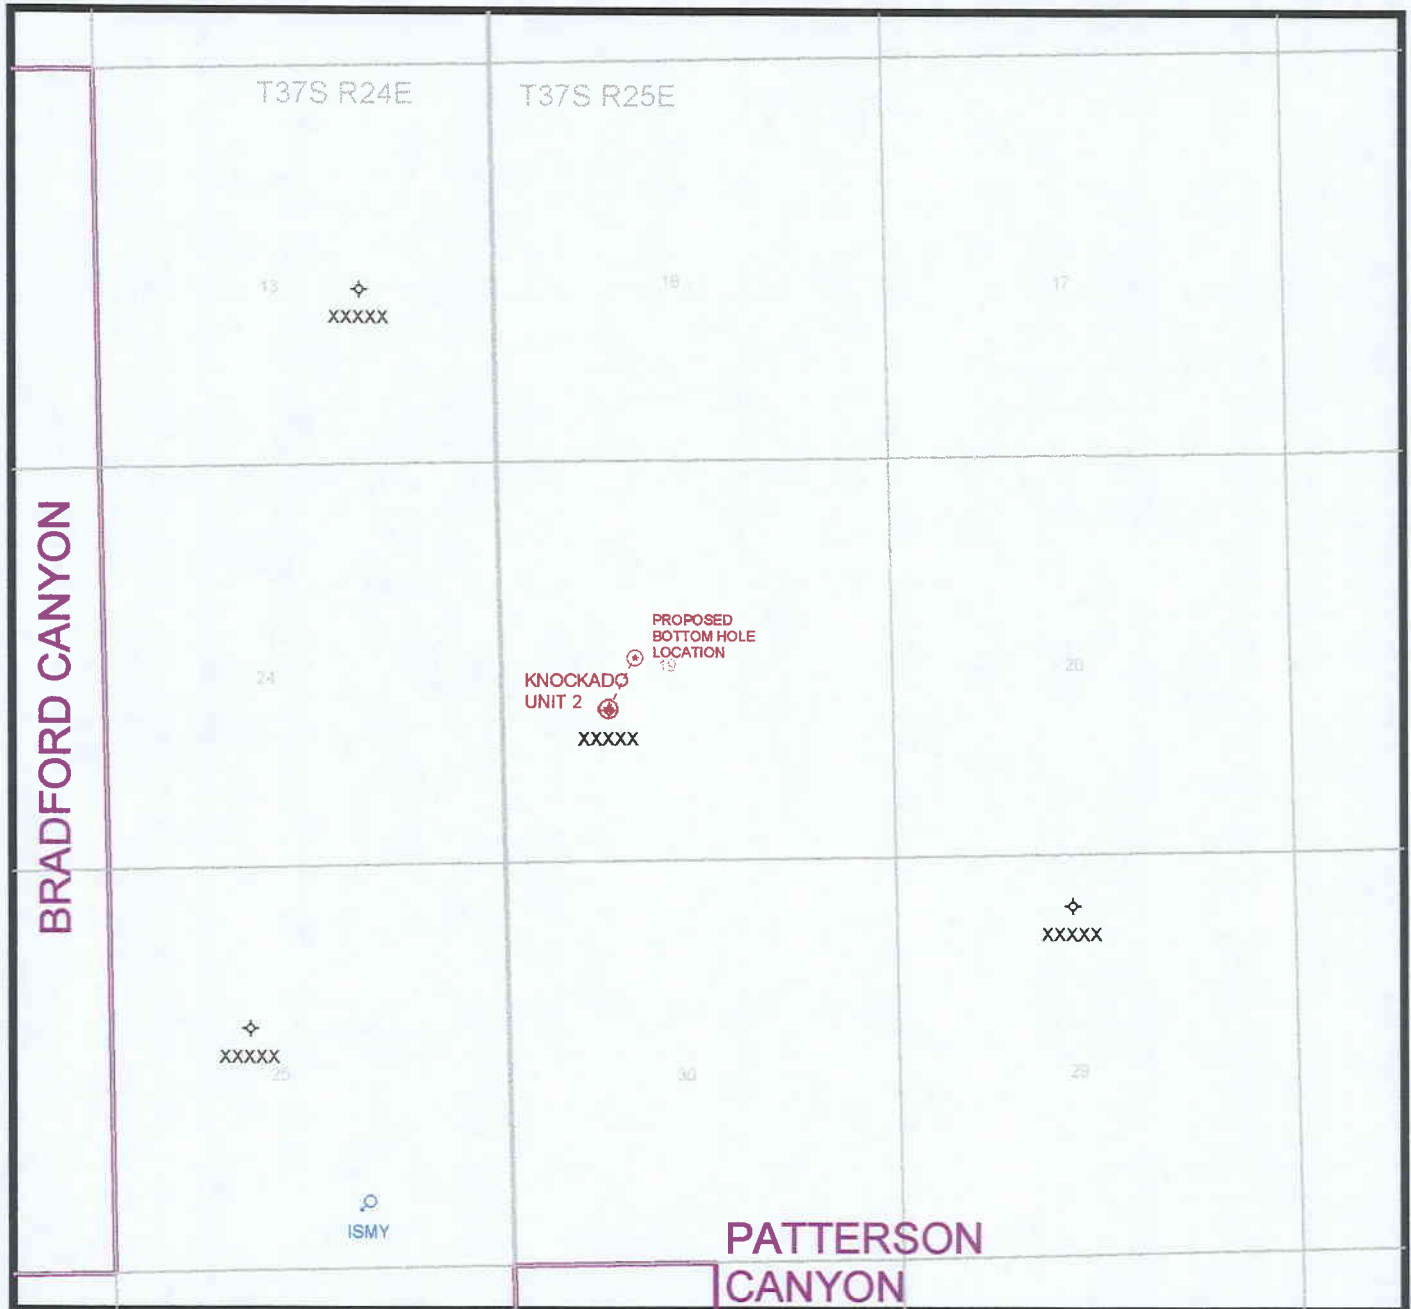 T37S R24E
T37S R25E
13
18
17
XXXXX
BRADFORD CANYON
PROPOSED
BOTTOM HOLE
LOCATION
19
20
24
KNOCKADO
UNIT 2
XXXXX
XXXXX
XXXXX
25
30
29
ISMY
PATTERSON
CANYON